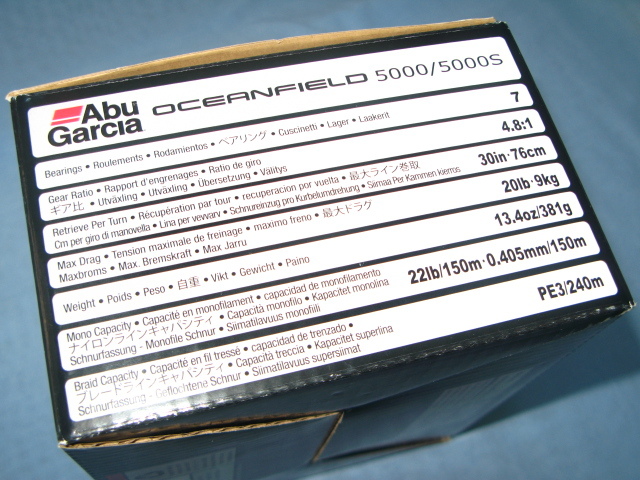 Abu Garcia OCEANFIELD 5000/5000S
Bearings • Roulements • Rodamientos • ベアリング • Cuscinetti • Lager • Laakerit 7
Gear Ratio • Rapport d'engrenages • Ratio de giro 4.8:1
ギア比 • Utväxling • Utväxling • Übersetzung • Välitys
Retrieve Per Turn • Récupération par tour • recuperacion por vuelta • 最大ライン巻取 30in·76cm
Cm per giro di manovella • Lina per vevvarv • Schnureinzug pro Kurbelumdrehung • Siimaa Per Kammen kierros
Max Drag • Tension maximale de freinage • maximo freno • 最大ドラグ 20lb·9kg
Maxbroms • Max. Bremskraft • Max Jarru
Weight • Poids • Peso • 自重 • Vikt • Gewicht • Paino 13.4oz/381g
Mono Capacity • Capacité en monofilament • capacidad de monofilamento 22lb/150m·0.405mm/150m
ナイロンラインキャパシティ • Capacità monofilo • Kapacitet monolina
Schnurfassung - Monofile Schnur • Siimatilavuus monofiili
Braid Capacity • Capacité en fil tressé • capacidad de trenzado • PE3/240m
ブレードラインキャパシティ • Capacità treccia • Kapacitet superlina
Schnurfassung - Geflochtene Schnur • Siimatilavuus supersiimat